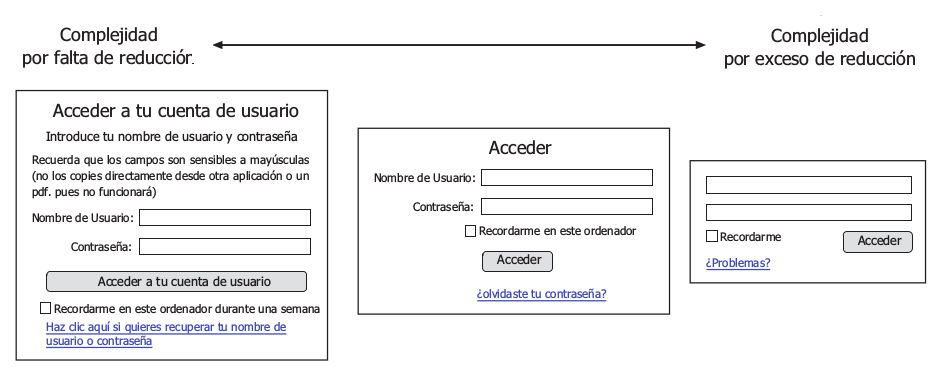 Complejidad
por falta de reducciór.
Complejidad
por exceso de reducción
Acceder a tu cuenta de usuario
Introduce tu nombre de usuario y contraseña
Recuerda que los campos son sensibles a mayúsculas
(no los copies directamente desde otra aplicación o un
pdf. pues no funcionará)
Nombre de Usuario:
Contraseña:
Acceder a tu cuenta de usuario
Recordarme en este ordenador durante una semana
Haz clic aquí si quieres recuperar tu nombre de
usuario o contraseña
Acceder
Nombre de Usuario:
Contraseña:
Recordarme en este ordenador
Acceder
¿olvidaste tu contraseña?
Recordarme
Acceder
¿Problemas?